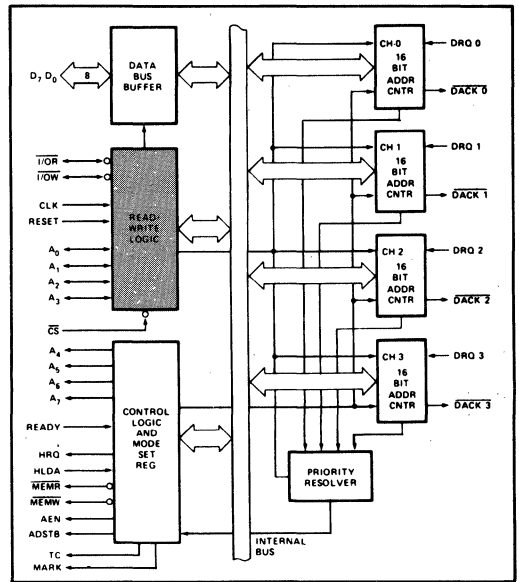 D₇ D₀
8
DATA
BUS
BUFFER
I/OR
I/OW
CLK
RESET
A₀
A₁
A₂
A₃
CS
READ-
WRITE
LOGIC
A₄
A₅
A₆
A₇
READY
HRQ
HLDA
MEMR
MEMW
AEN
ADSTB
TC
MARK
CONTROL
LOGIC
AND
MODE
SET
REG
INTERNAL
BUS
PRIORITY
RESOLVER
CH-0
16
BIT
ADDR
CNTR
DRQ 0
DACK 0
CH 1
16
BIT
ADDR
CNTR
DRQ 1
DACK 1
CH 2
16
BIT
ADDR
CNTR
DRQ 2
DACK 2
CH 3
16
BIT
ADDR
CNTR
DRQ 3
DACK 3